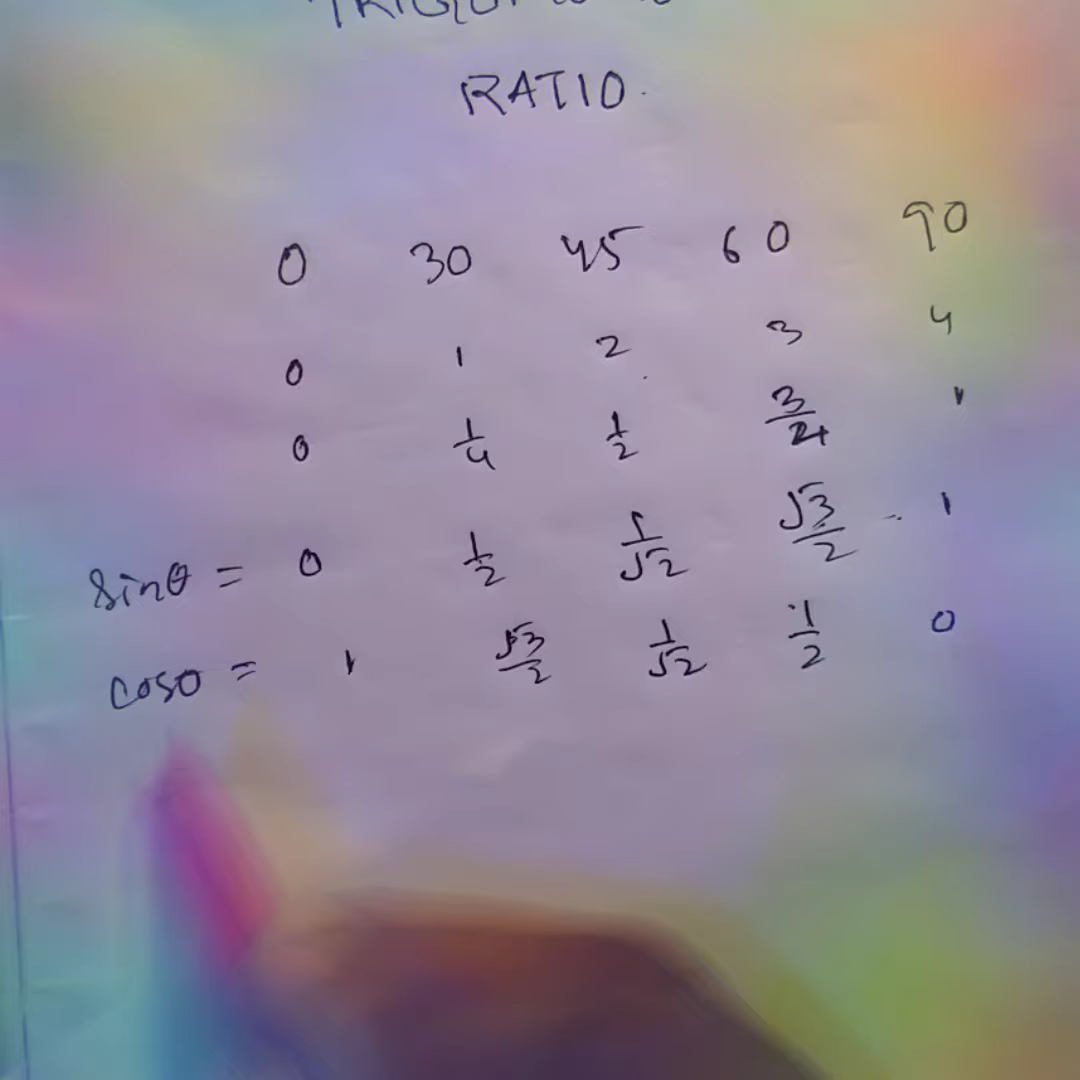 RATIO.
0 30 45 60 90
0 1 2 3 4
0 1/4 1/2 3/4 1
sinθ = 0 1/2 1/√2 √3/2 1
cosθ = 1 √3/2 1/√2 1/2 0